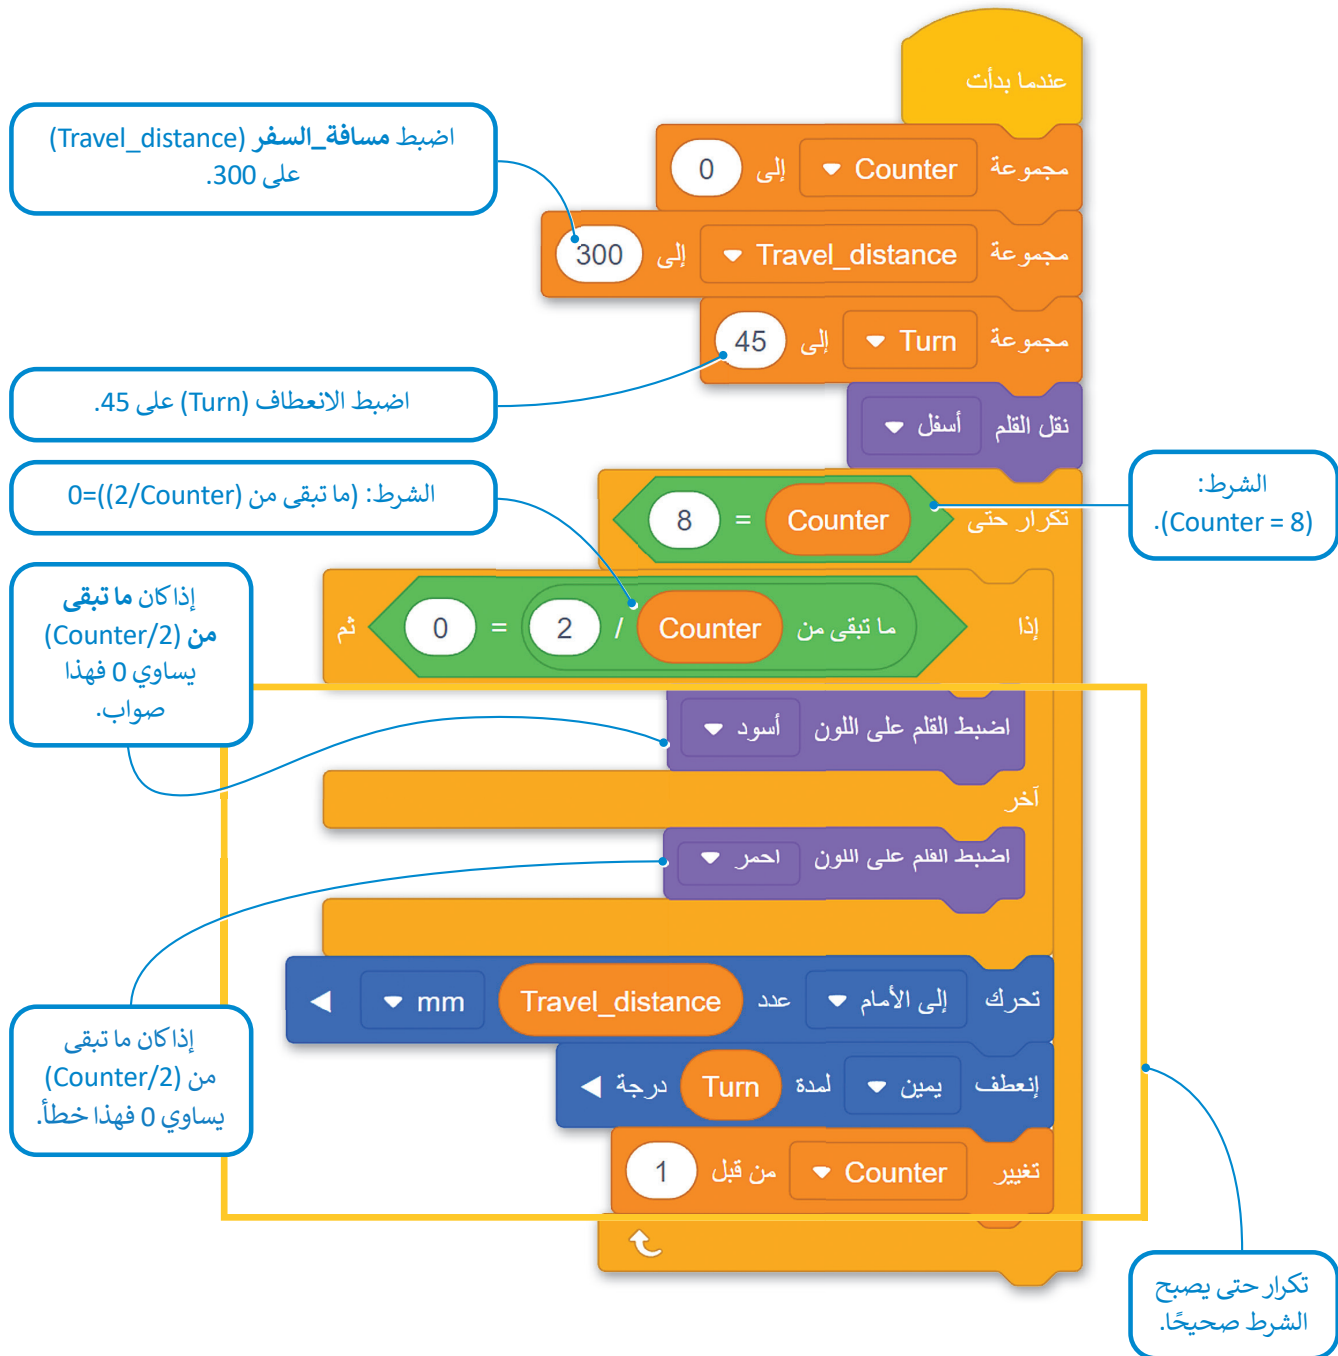 عندما بدأت
اضبط مسافة_السفر (Travel_distance)
على 300.
مجموعة Counter إلى 0
مجموعة Travel_distance إلى 300
مجموعة Turn إلى 45
اضبط الانعطاف (Turn) على 45.
نقل القلم أسفل
الشرط:
(Counter = 8).
الشرط: (ما تبقى من (2/Counter))=0
تكرار حتى Counter = 8
إذا كان ما تبقى
من (Counter/2)
يساوي 0 فهذا
صواب.
إذا ما تبقى من Counter / 2 = 0 ثم
اضبط القلم على اللون أسود
آخر
اضبط القلم على اللون احمر
تحرك إلى الأمام عدد Travel_distance mm
إنعطف يمين لمدة Turn درجة
إذا كان ما تبقى
من (Counter/2)
يساوي 0 فهذا خطأ.
تغيير Counter من قبل 1
تكرار حتى يصبح
الشرط صحيحًا.